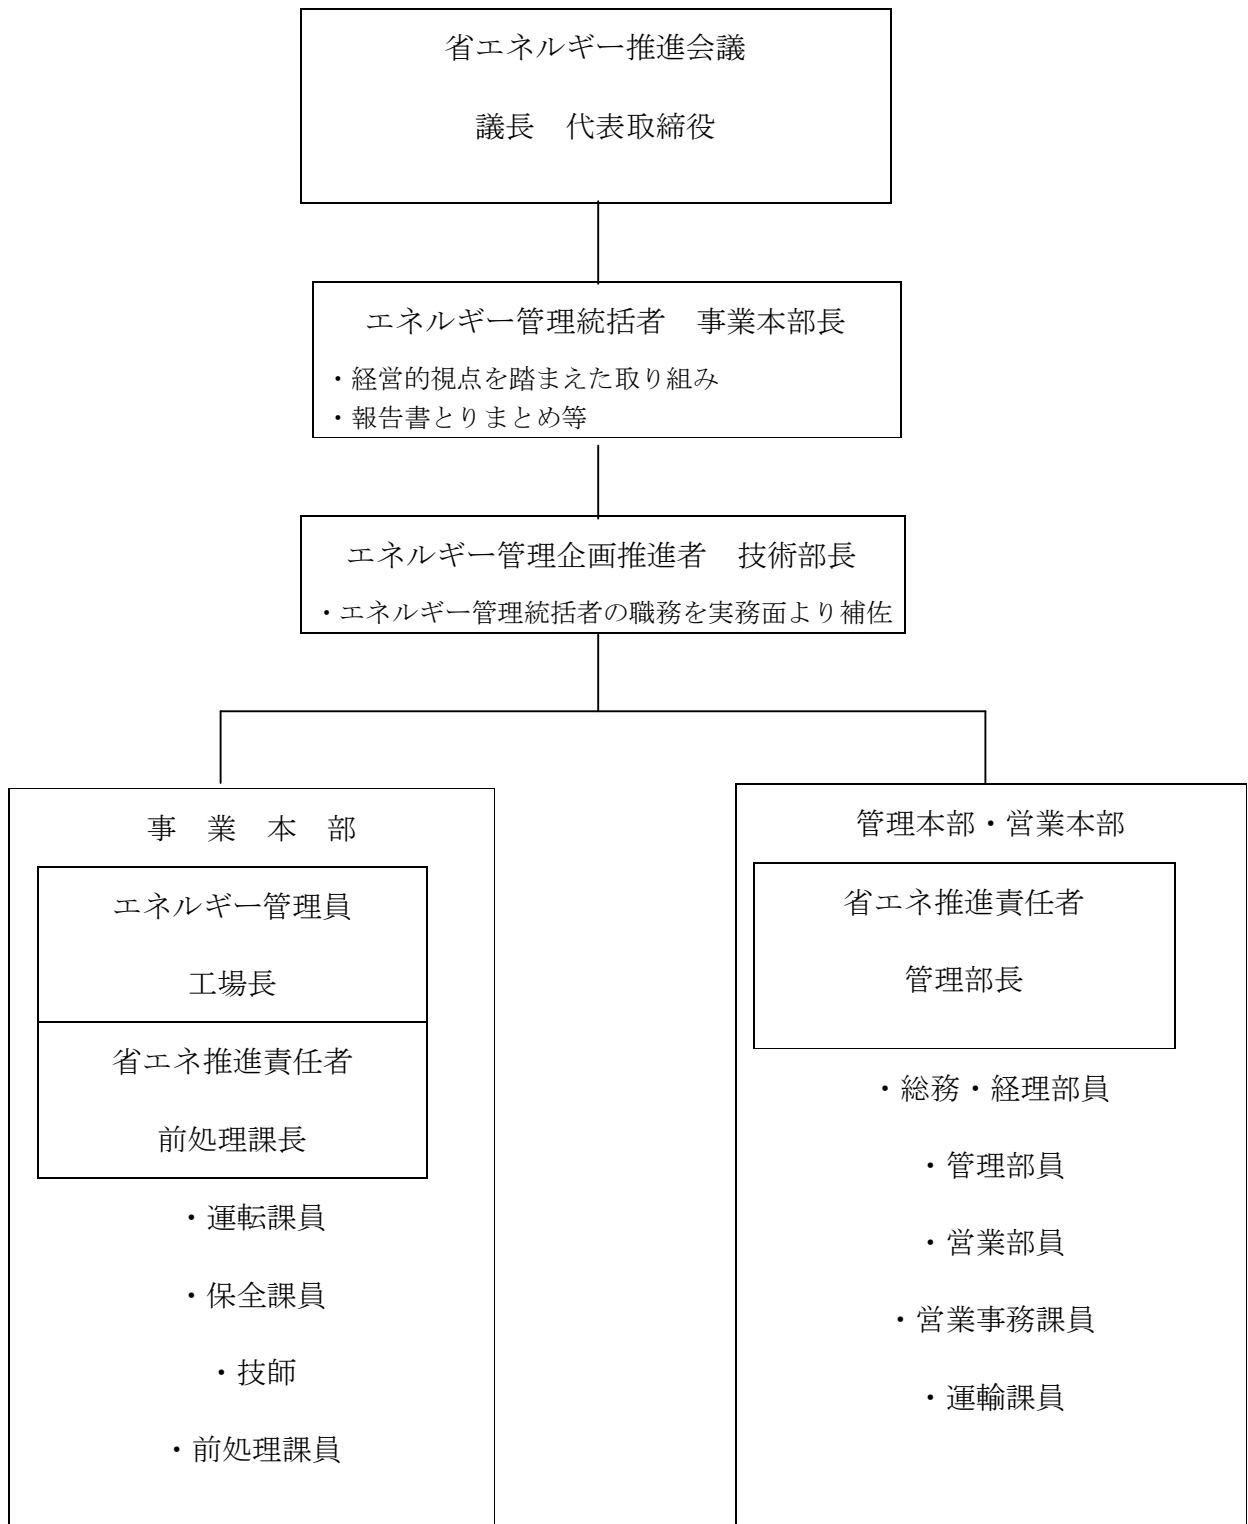 省エネルギー推進会議
議長　代表取締役
エネルギー管理統括者　事業本部長
・経営的視点を踏まえた取り組み
・報告書とりまとめ等
エネルギー管理企画推進者　技術部長
・エネルギー管理統括者の職務を実務面より補佐
事　業　本　部
エネルギー管理員
工場長
省エネ推進責任者
前処理課長
・運転課員
・保全課員
・技師
・前処理課員
管理本部・営業本部
省エネ推進責任者
管理部長
・総務・経理部員
・管理部員
・営業部員
・営業事務課員
・運輸課員